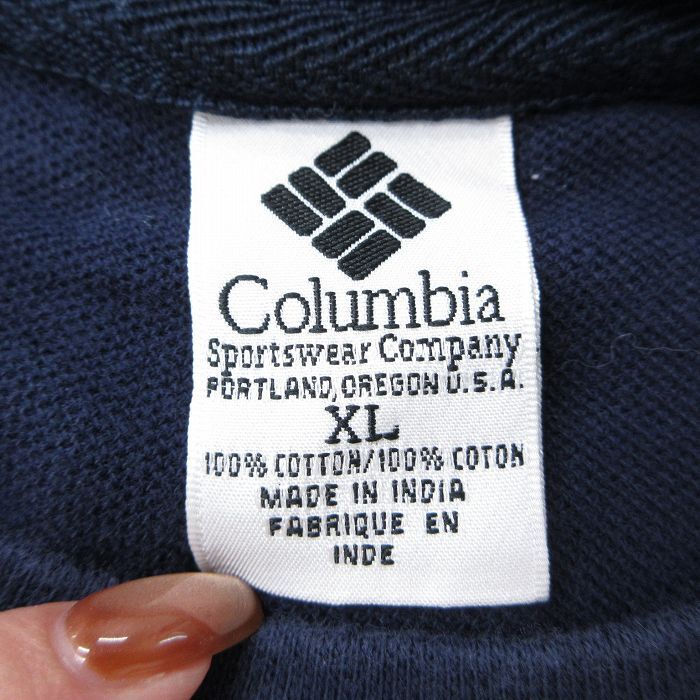 Columbia
Sportswear Company
PORTLAND, OREGON U.S.A.
XL
100% COTTON/100% COTON
MADE IN INDIA
FABRIQUE EN
INDE